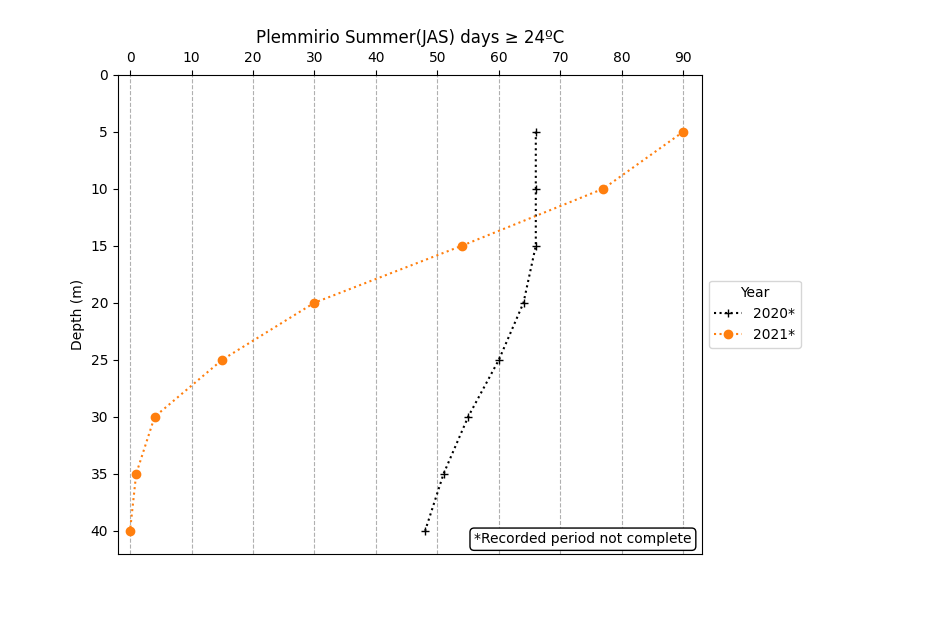 Plemmirio Summer(JAS) days ≥ 24ºC
0 10 20 30 40 50 60 70 80 90
0
5
10
15
20
25
30
35
40
Depth (m)
Year
2020*
2021*
*Recorded period not complete